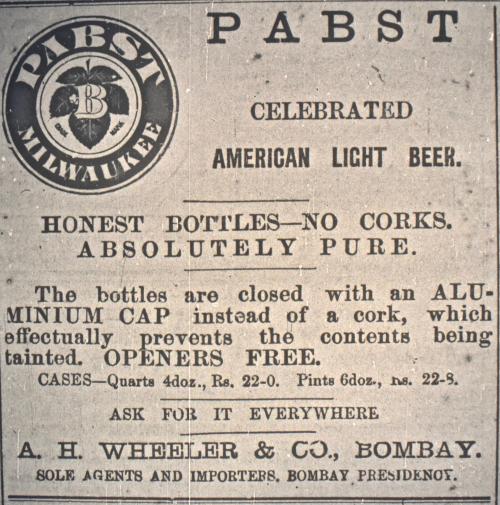 PABST
MILWAUKEE
B
PABST
CELEBRATED
AMERICAN LIGHT BEER.
HONEST BOTTLES—NO CORKS.
ABSOLUTELY PURE.
The bottles are closed with an ALU-
MINIUM CAP instead of a cork, which
effectually prevents the contents being
tainted. OPENERS FREE.
CASES—Quarts 4doz., Rs. 22-0. Pints 6doz., Rs. 22-8.
ASK FOR IT EVERYWHERE
A. H. WHEELER & CO., BOMBAY.
SOLE AGENTS AND IMPORTERS, BOMBAY PRESIDENCY.